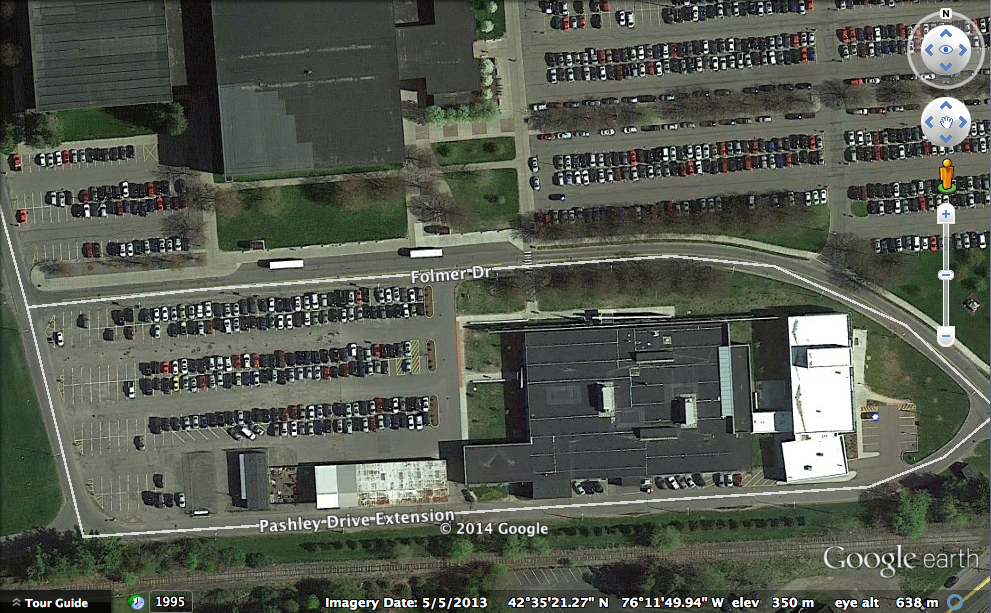 N
Folmer Dr
Pashley Drive Extension
© 2014 Google
Google earth
Tour Guide
1995
Imagery Date: 5/5/2013 42°35'21.27" N 76°11'49.94" W elev 350 m eye alt 638 m